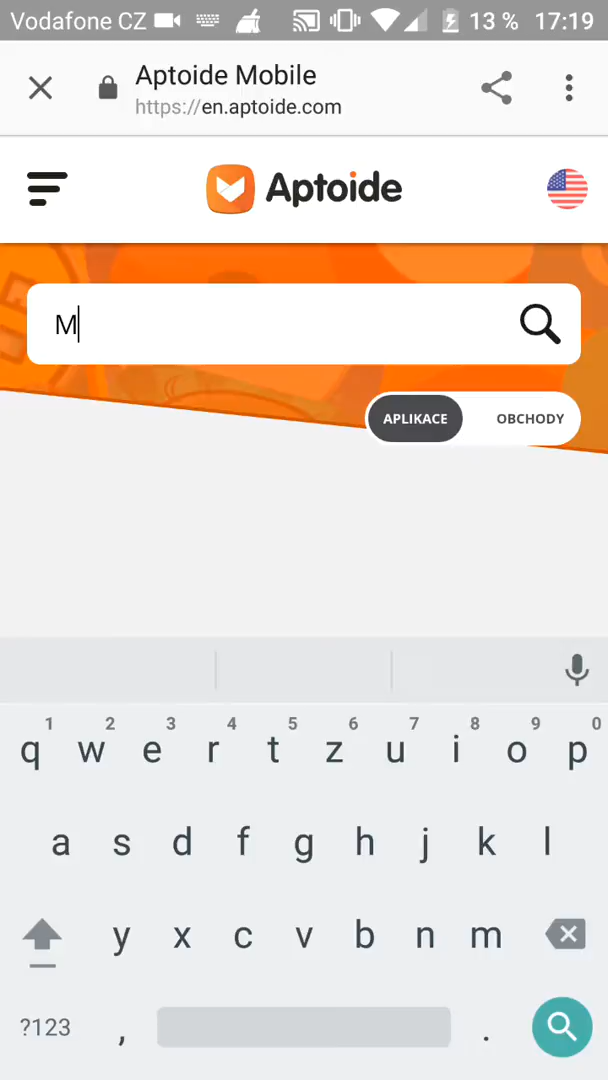 Vodafone CZ 13 % 17:19
Aptoide Mobile
https://en.aptoide.com
Aptoide
M
APLIKACE OBCHODY
1 2 3 4 5 6 7 8 9 0
q w e r t z u i o p
a s d f g h j k l
y x c v b n m
?123 , .